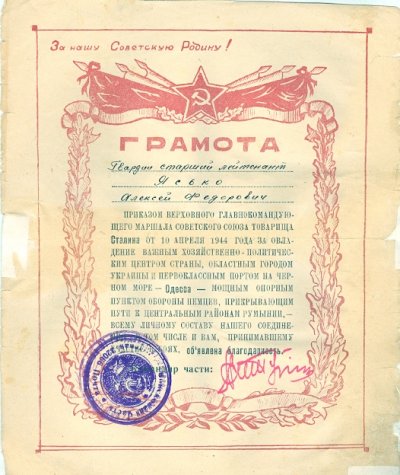 За нашу Советскую Родину!
ГРАМОТА
Гвардии старший лейтенант
Ясько
Алексей Федорович
ПРИКАЗОМ ВЕРХОВНОГО ГЛАВНОКОМАНДУЮ-
ЩЕГО МАРШАЛА СОВЕТСКОГО СОЮЗА ТОВАРИЩА
Сталина ОТ 10 АПРЕЛЯ 1944 ГОДА ЗА ОВЛА-
ДЕНИЕ ВАЖНЫМ ХОЗЯЙСТВЕННО-ПОЛИТИЧЕС-
КИМ ЦЕНТРОМ СТРАНЫ, ОБЛАСТНЫМ ГОРОДОМ
УКРАИНЫ И ПЕРВОКЛАССНЫМ ПОРТОМ НА ЧЕР-
НОМ МОРЕ — Одесса — МОЩНЫМ ОПОРНЫМ
ПУНКТОМ ОБОРОНЫ НЕМЦЕВ, ПРИКРЫВАЮЩИМ
ПУТИ К ЦЕНТРАЛЬНЫМ РАЙОНАМ РУМЫНИИ,—
ВСЕМУ ЛИЧНОМУ СОСТАВУ НАШЕГО СОЕДИНЕ-
ТОМ ЧИСЛЕ И ВАМ, ПРИНИМАВШЕМУ
объявлена благодарность.
части: